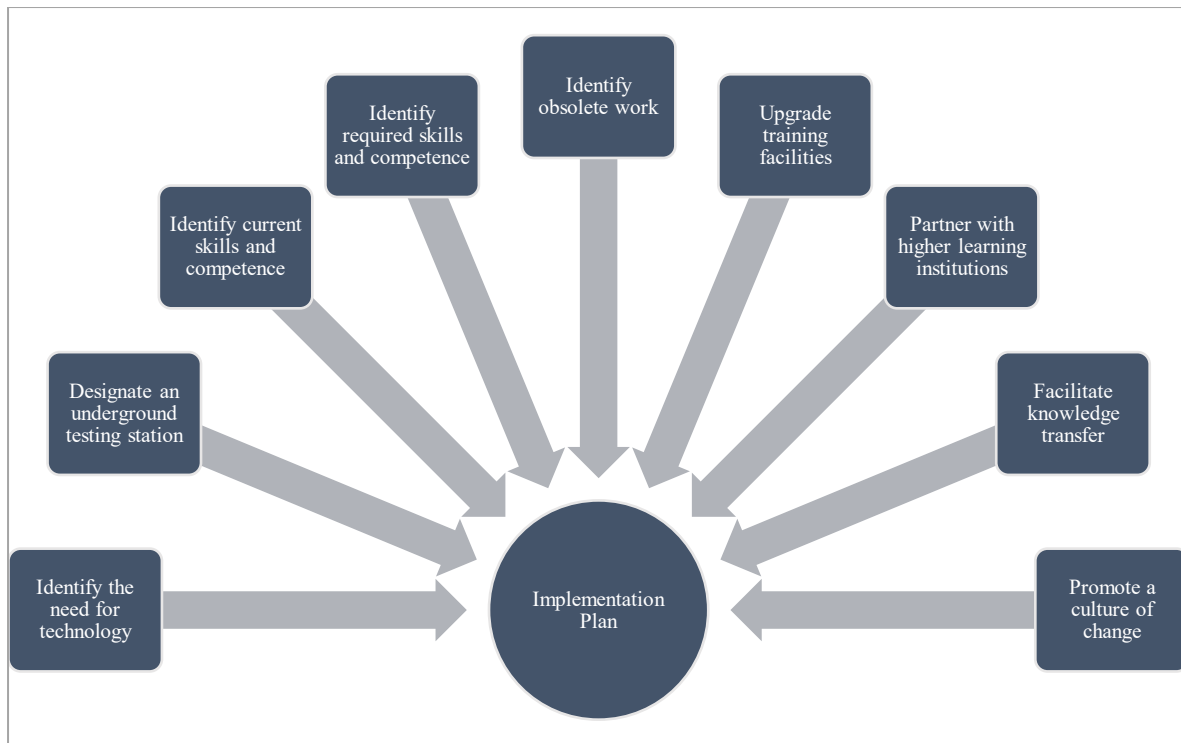 Identify
obsolete work
Identify
required skills
and competence
Upgrade
training
facilities
Identify current
skills and
competence
Partner with
higher learning
institutions
Designate an
underground
testing station
Facilitate
knowledge
transfer
Identify the
need for
technology
Implementation
Plan
Promote a
culture of
change